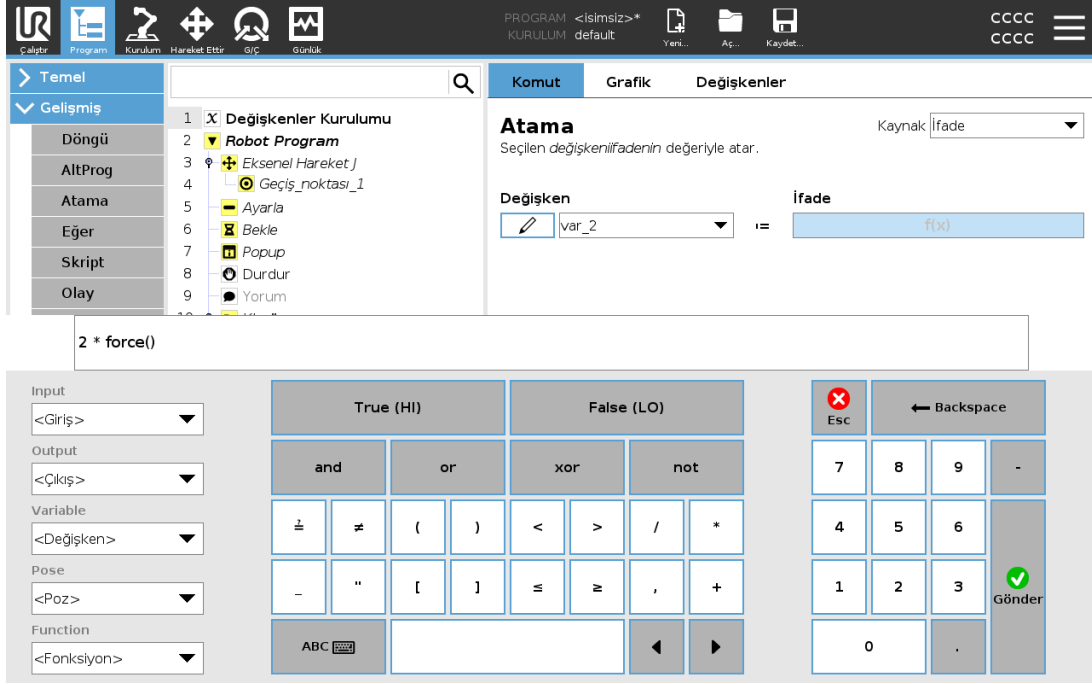 PROGRAM <isimsiz>*
KURULUM default
CCCC
CCCC
Çalıştır Program Kurulum Hareket Ettir G/Ç Günlük Yeni... Aç... Kaydet...
Temel
Gelişmiş
Döngü
AltProg
Atama
Eğer
Skript
Olay
1 X Değişkenler Kurulumu
2 Robot Program
3 Eksenel Hareket J
4 Geçiş_noktası_1
5 Ayarla
6 Bekle
7 Popup
8 Durdur
9 Yorum
Komut Grafik Değişkenler
Atama
Kaynak İfade
Seçilen değişkeniifadenin değeriyle atar.
Değişken İfade
var_2 := f(x)
2 * force()
Input
<Giriş>
Output
<Çıkış>
Variable
<Değişken>
Pose
<Poz>
Function
<Fonksiyon>
True (HI) False (LO)
and or xor not
≟ ≠ ( ) < > / *
_ " [ ] ≤ ≥ , +
ABC
Esc Backspace
7 8 9 -
4 5 6
1 2 3 Gönder
0 .